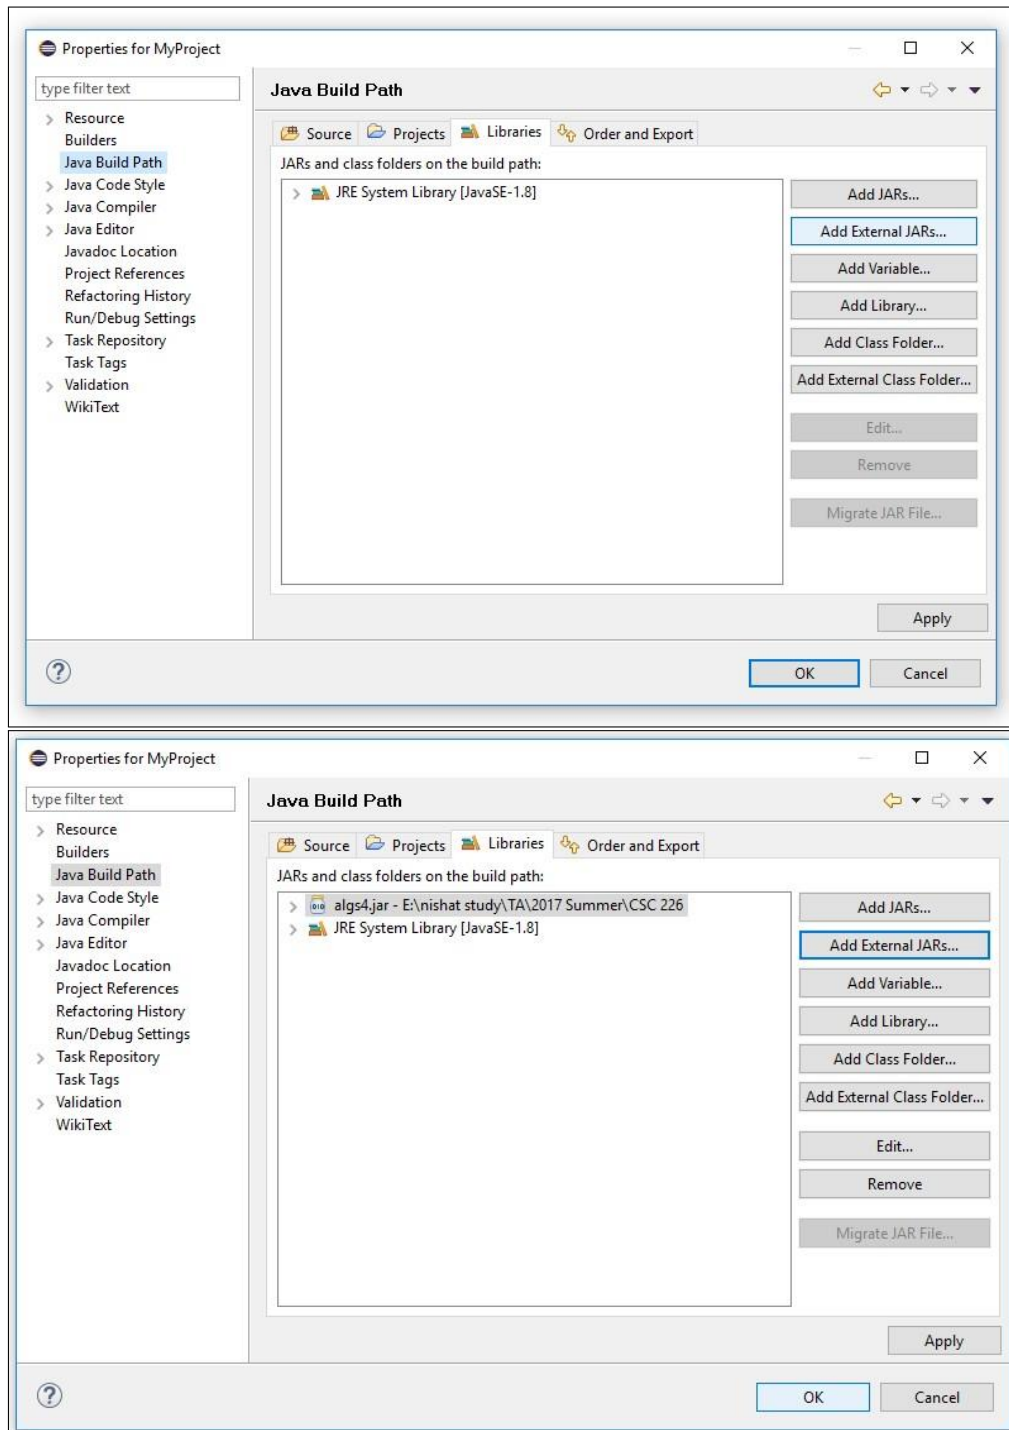 Properties for MyProject
type filter text
Resource
Builders
Java Build Path
Java Code Style
Java Compiler
Java Editor
Javadoc Location
Project References
Refactoring History
Run/Debug Settings
Task Repository
Task Tags
Validation
WikiText
Java Build Path
Source Projects Libraries Order and Export
JARs and class folders on the build path:
JRE System Library [JavaSE-1.8]
Add JARs...
Add External JARs...
Add Variable...
Add Library...
Add Class Folder...
Add External Class Folder...
Edit...
Remove
Migrate JAR File...
Apply
?
OK Cancel
Properties for MyProject
type filter text
Resource
Builders
Java Build Path
Java Code Style
Java Compiler
Java Editor
Javadoc Location
Project References
Refactoring History
Run/Debug Settings
Task Repository
Task Tags
Validation
WikiText
Java Build Path
Source Projects Libraries Order and Export
JARs and class folders on the build path:
algs4.jar - E:\nishat study\TA\2017 Summer\CSC 226
JRE System Library [JavaSE-1.8]
Add JARs...
Add External JARs...
Add Variable...
Add Library...
Add Class Folder...
Add External Class Folder...
Edit...
Remove
Migrate JAR File...
Apply
?
OK Cancel